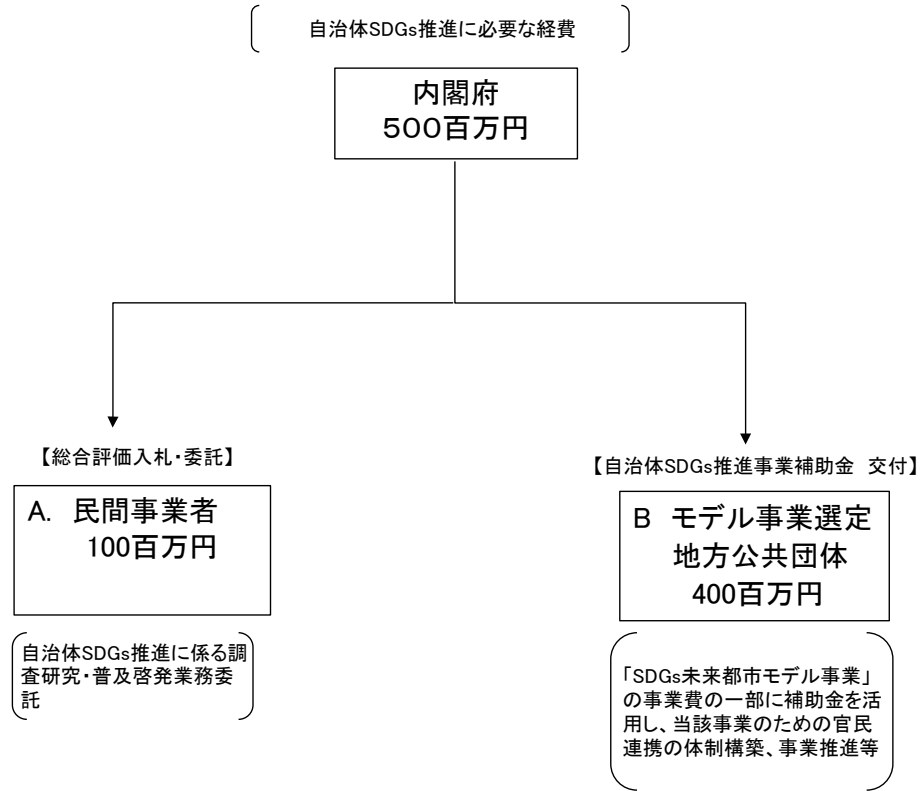 自治体SDGs推進に必要な経費
内閣府
５００百万円
【総合評価入札・委託】
【自治体SDGs推進事業補助金 交付】
A. 民間事業者
100百万円
B モデル事業選定
地方公共団体
400百万円
自治体SDGs推進に係る調
査研究・普及啓発業務委
託
「SDGs未来都市モデル事業」
の事業費の一部に補助金を活
用し、当該事業のための官民
連携の体制構築、事業推進等